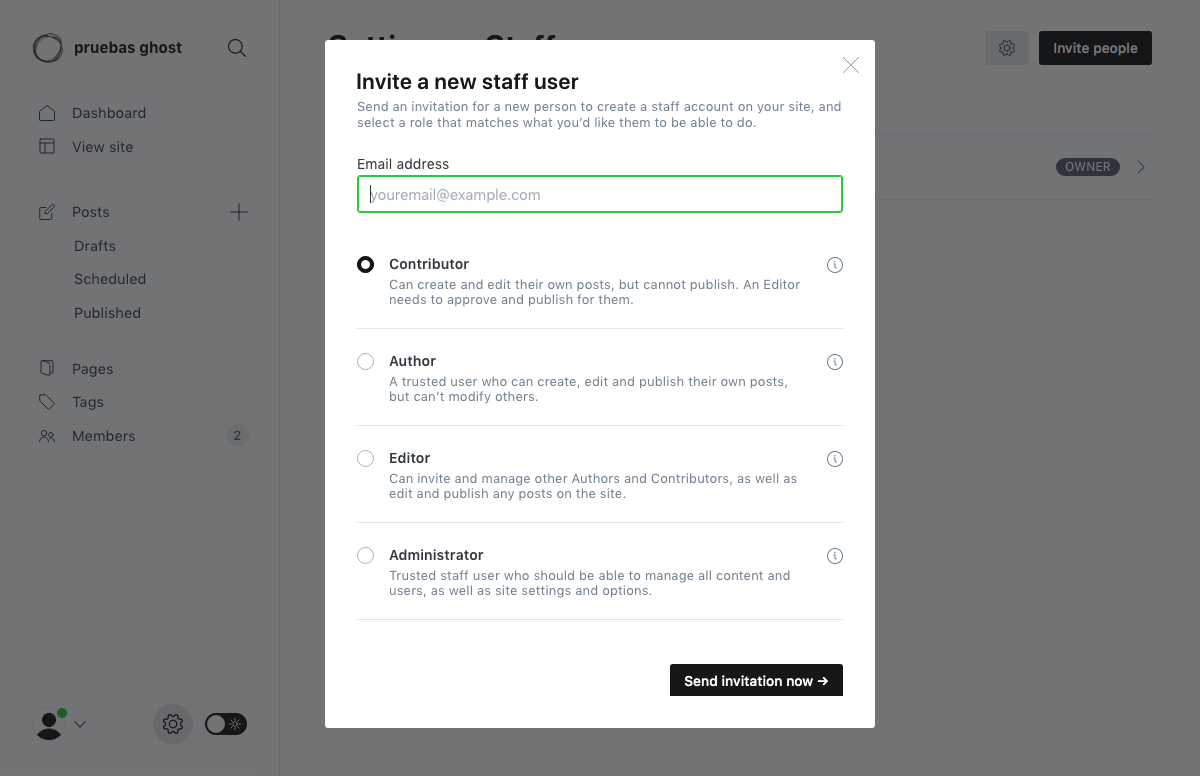 pruebas ghost
Dashboard
View site
Posts
Drafts
Scheduled
Published
Pages
Tags
Members
2
Invite people
OWNER
Invite a new staff user
Send an invitation for a new person to create a staff account on your site, and
select a role that matches what you’d like them to be able to do.
Email address
youremail@example.com
Contributor
Can create and edit their own posts, but cannot publish. An Editor
needs to approve and publish for them.
Author
A trusted user who can create, edit and publish their own posts,
but can’t modify others.
Editor
Can invite and manage other Authors and Contributors, as well as
edit and publish any posts on the site.
Administrator
Trusted staff user who should be able to manage all content and
users, as well as site settings and options.
Send invitation now →